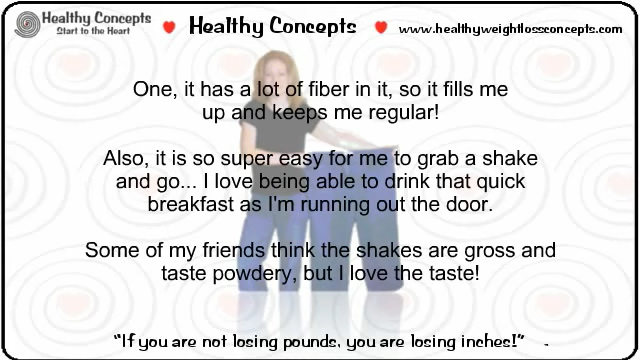 Healthy Concepts
Start to the Heart
Healthy Concepts
www.healthyweightlossconcepts.com
One, it has a lot of fiber in it, so it fills me
up and keeps me regular!
Also, it is so super easy for me to grab a shake
and go... I love being able to drink that quick
breakfast as I'm running out the door.
Some of my friends think the shakes are gross and
taste powdery, but I love the taste!
"If you are not losing pounds, you are losing inches!" -